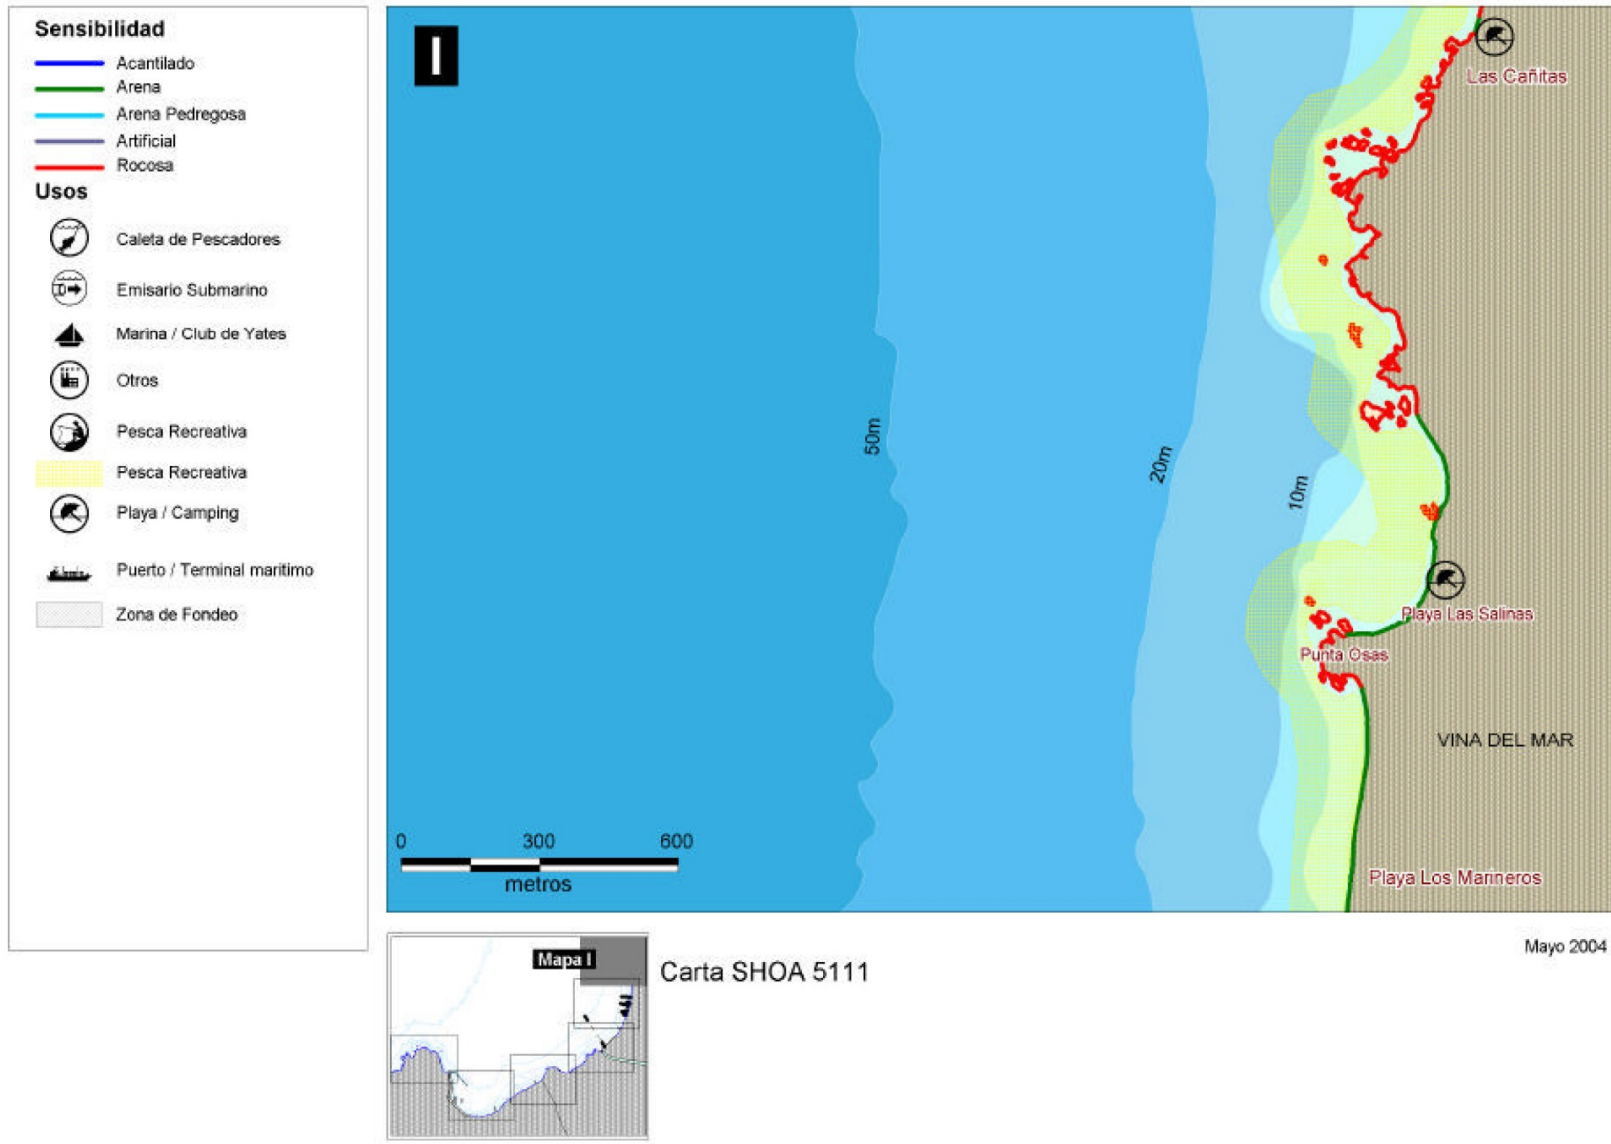 Sensibilidad
Acantilado
Arena
Arena Pedregosa
Artificial
Rocosa
Usos
Caleta de Pescadores
Emisario Submarino
Marina / Club de Yates
Otros
Pesca Recreativa
Pesca Recreativa
Playa / Camping
Puerto / Terminal maritimo
Zona de Fondeo
I
Las Cañitas
50m
20m
10m
Playa Las Salinas
Punta Osas
VINA DEL MAR
0 300 600
metros
Playa Los Marineros
Mapa I
Carta SHOA 5111
Mayo 2004